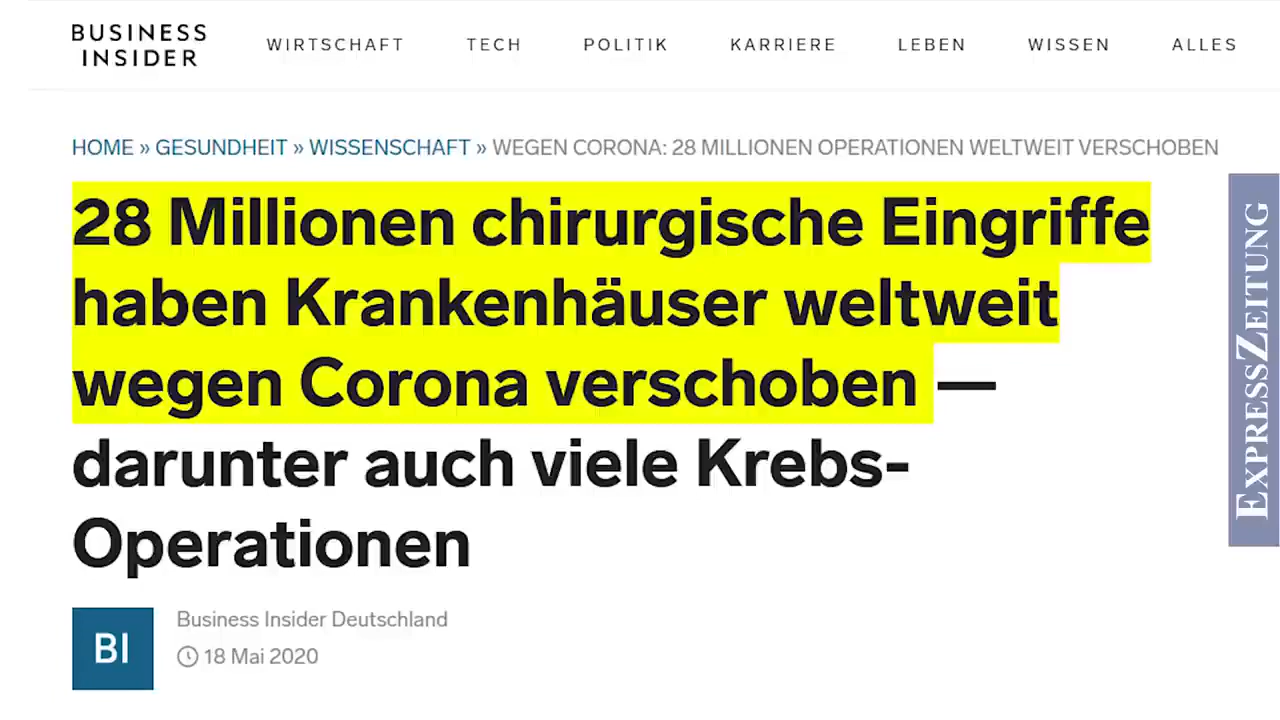 BUSINESS
INSIDER
WIRTSCHAFT TECH POLITIK KARRIERE LEBEN WISSEN ALLES
HOME » GESUNDHEIT » WISSENSCHAFT » WEGEN CORONA: 28 MILLIONEN OPERATIONEN WELTWEIT VERSCHOBEN
28 Millionen chirurgische Eingriffe
haben Krankenhäuser weltweit
wegen Corona verschoben —
darunter auch viele Krebs-
Operationen
BI
Business Insider Deutschland
18 Mai 2020
EXPRESSZEITUNG